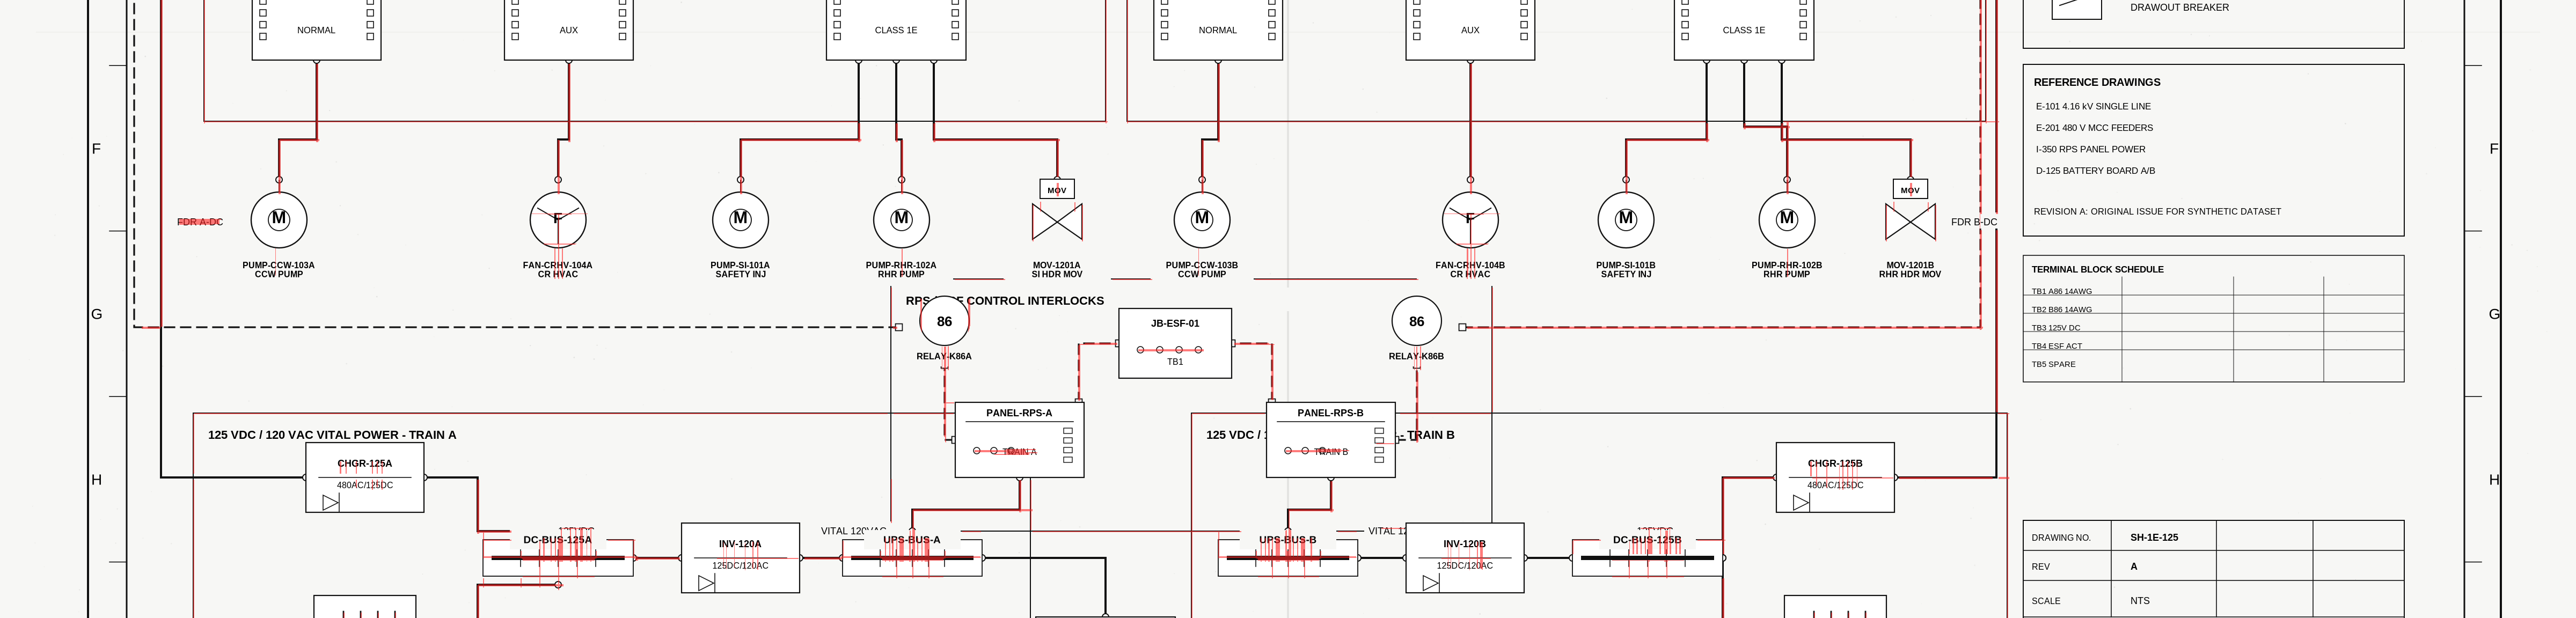 DRAWOUT BREAKER
NORMAL
AUX
CLASS 1E
NORMAL
AUX
CLASS 1E
REFERENCE DRAWINGS
E-101 4.16 kV SINGLE LINE
E-201 480 V MCC FEEDERS
I-350 RPS PANEL POWER
D-125 BATTERY BOARD A/B
REVISION A: ORIGINAL ISSUE FOR SYNTHETIC DATASET
F
F
MOV
MOV
FDR A-DC
M
F
M
M
M
F
M
M
FDR B-DC
PUMP-CCW-103A
CCW PUMP
FAN-CRHV-104A
CR HVAC
PUMP-SI-101A
SAFETY INJ
PUMP-RHR-102A
RHR PUMP
MOV-1201A
SI HDR MOV
PUMP-CCW-103B
CCW PUMP
FAN-CRHV-104B
CR HVAC
PUMP-SI-101B
SAFETY INJ
PUMP-RHR-102B
RHR PUMP
MOV-1201B
RHR HDR MOV
TERMINAL BLOCK SCHEDULE
TB1 A86 14AWG
TB2 B86 14AWG
TB3 125V DC
TB4 ESF ACT
TB5 SPARE
G
G
RPS CONTROL INTERLOCKS
86
RELAY-K86A
JB-ESF-01
TB1
86
RELAY-K86B
PANEL-RPS-A
TRAIN A
PANEL-RPS-B
TRAIN B
125 VDC / 120 VAC VITAL POWER - TRAIN A
125 VDC / - TRAIN B
H
H
CHGR-125A
480AC/125DC
CHGR-125B
480AC/125DC
125VDC
DC-BUS-125A
INV-120A
125DC/120AC
VITAL 120VAC
UPS-BUS-A
UPS-BUS-B
VITAL 12
INV-120B
125DC/120AC
125VDC
DC-BUS-125B
DRAWING NO. SH-1E-125
REV A
SCALE NTS